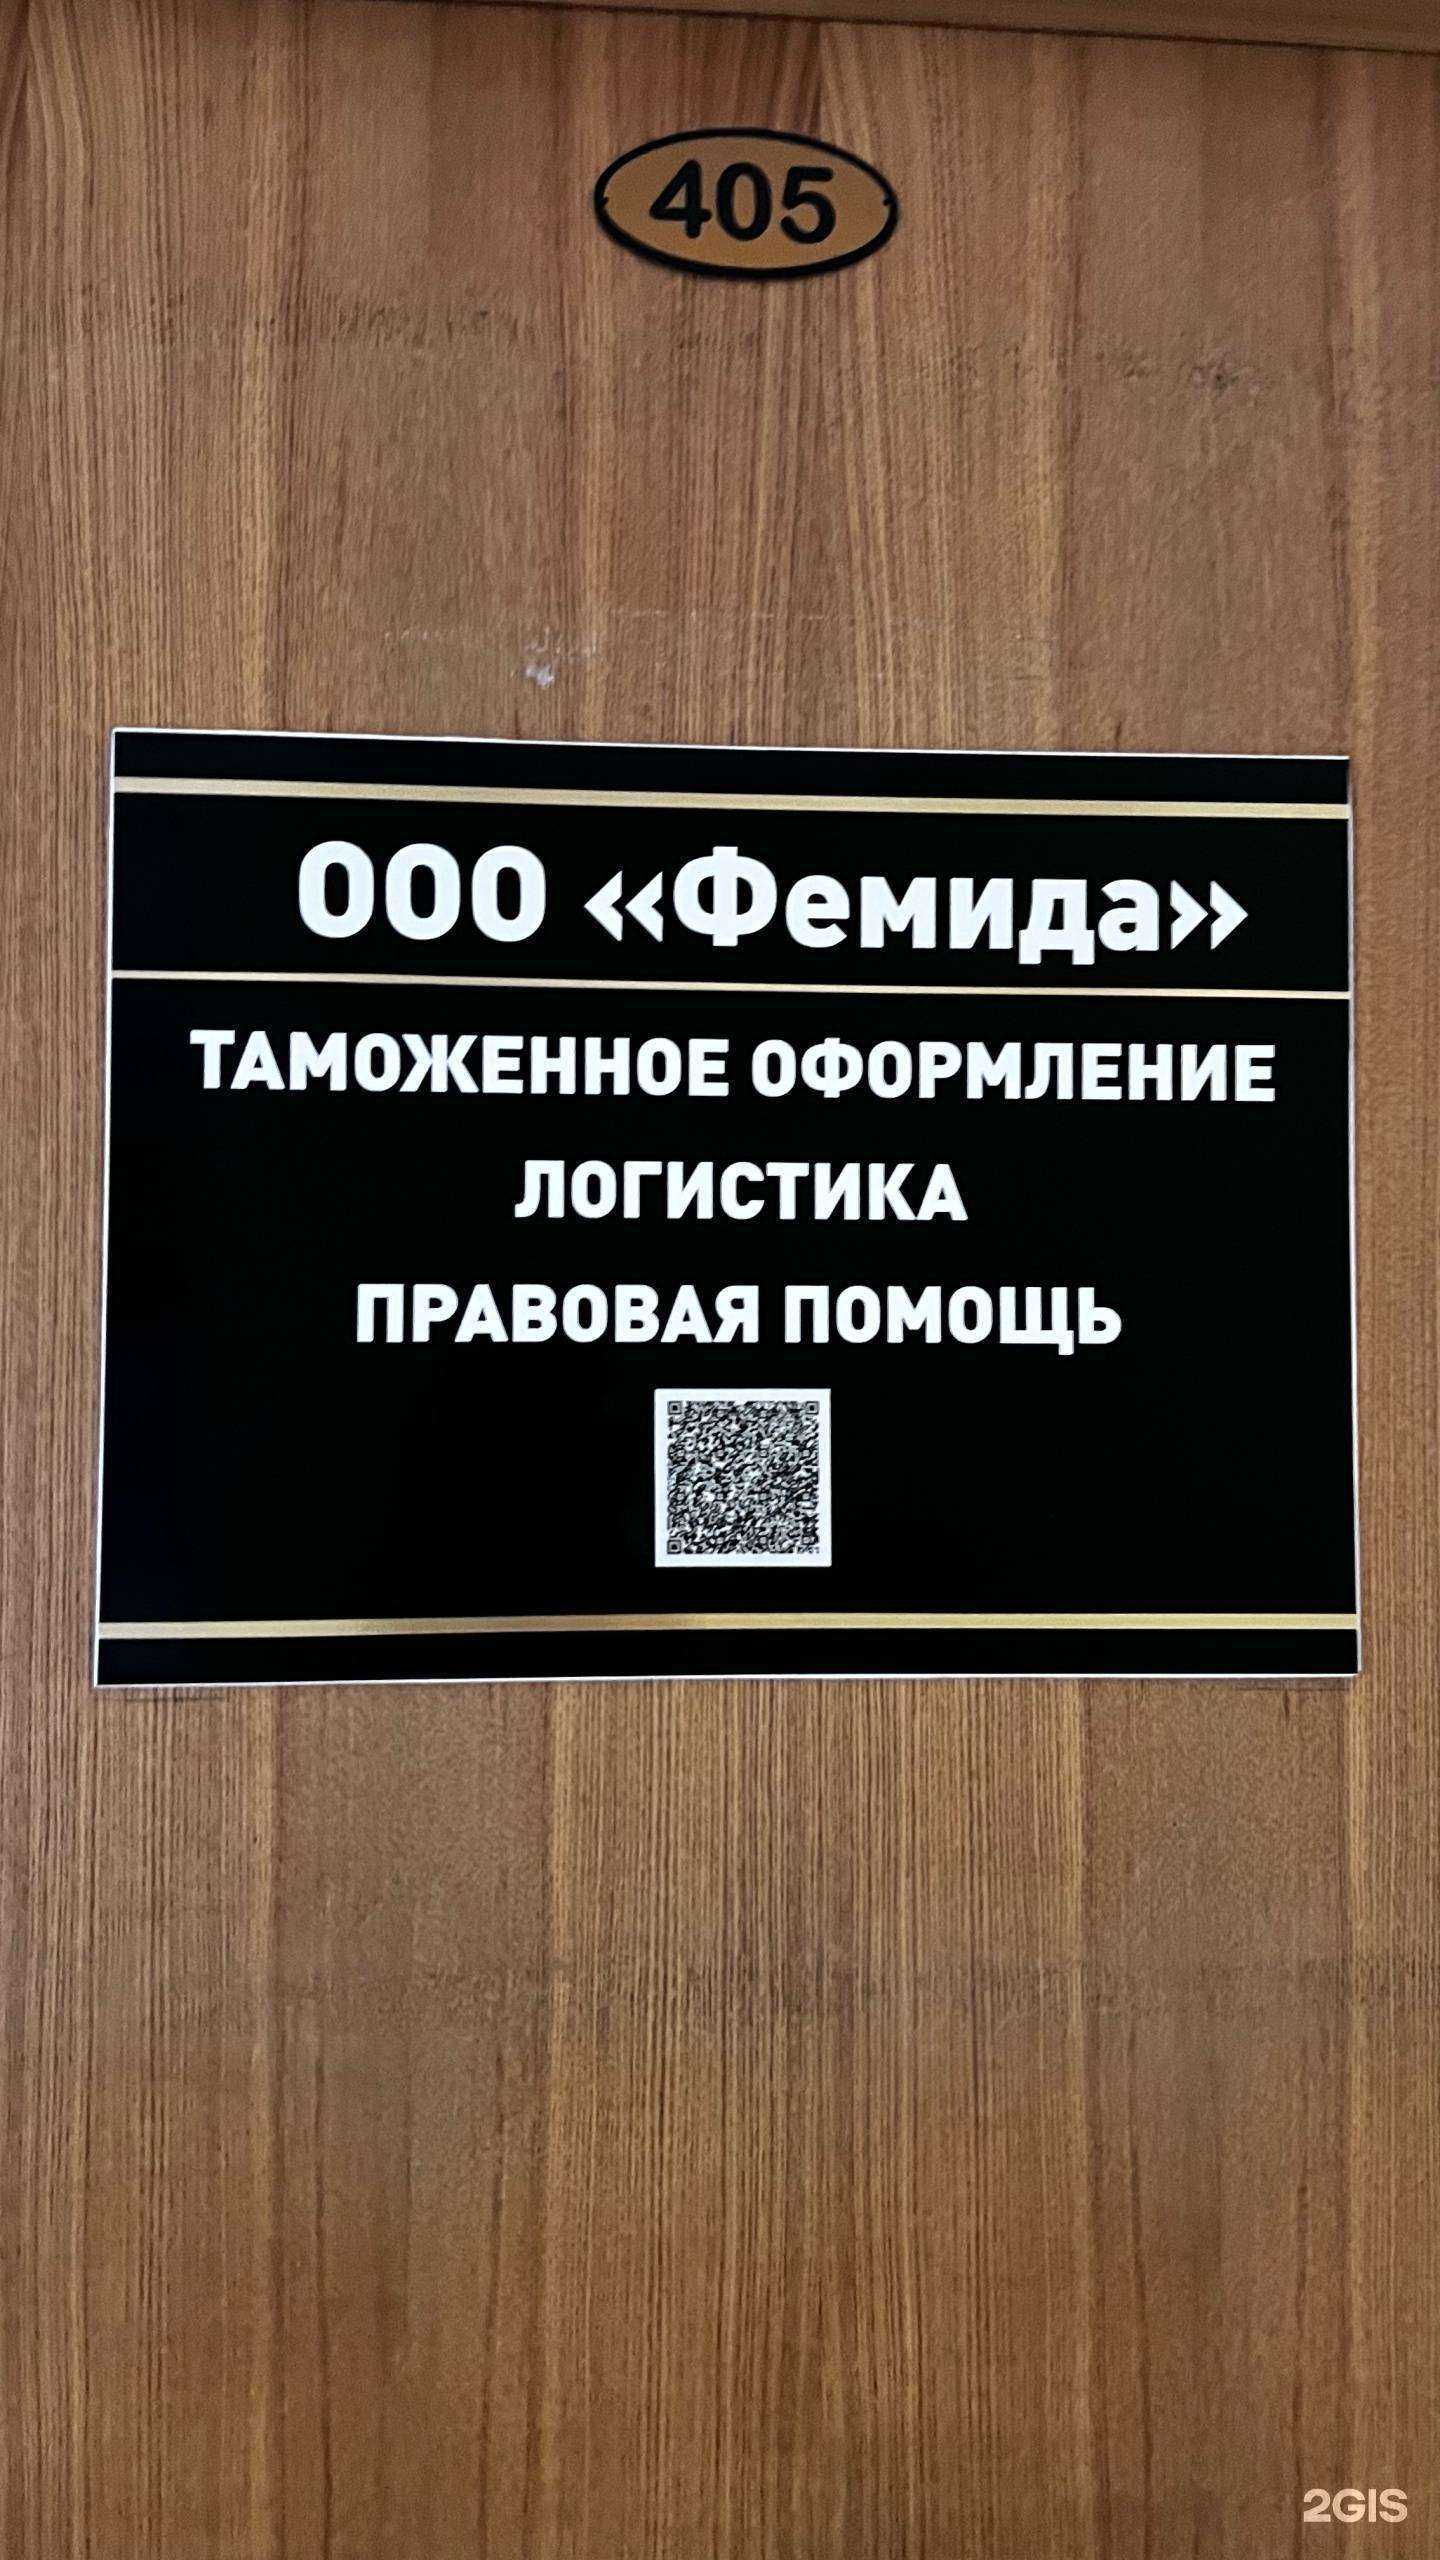 405
ООО «Фемида»
ТАМОЖЕННОЕ ОФОРМЛЕНИЕ
ЛОГИСТИКА
ПРАВОВАЯ ПОМОЩЬ
2GIS